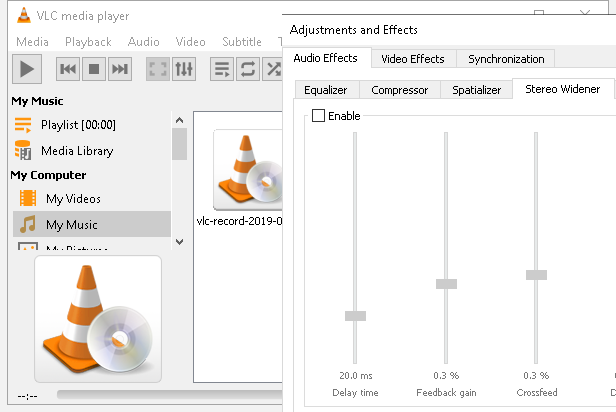 VLC media player
Media Playback Audio Video Subtitle
My Music
Playlist [00:00]
Media Library
My Computer
My Videos
My Music
My Pictures
vlc-record-2019-0
--:--
Adjustments and Effects
Audio Effects Video Effects Synchronization
Equalizer Compressor Spatializer Stereo Widener
Enable
20.0 ms 0.3 % 0.3 %
Delay time Feedback gain Crossfeed